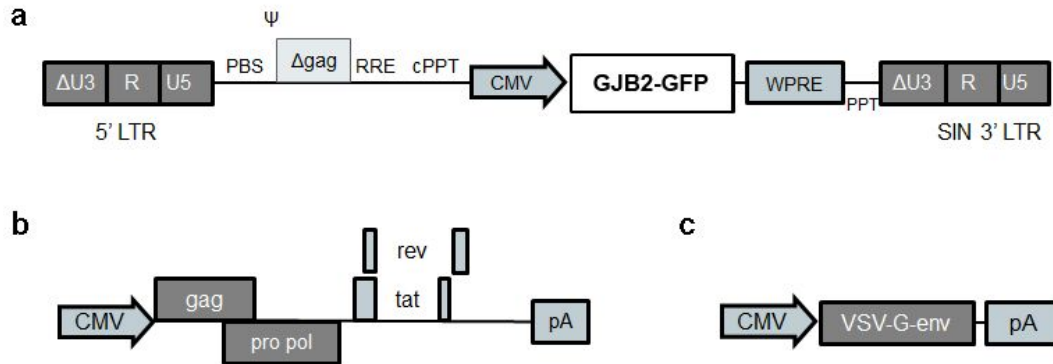 a
ψ
PBS Δgag RRE cPPT
ΔU3 R U5 CMV GJB2-GFP WPRE PPT ΔU3 R U5
5' LTR SIN 3' LTR
b c
rev
gag tat
CMV pA CMV VSV-G-env pA
pro pol